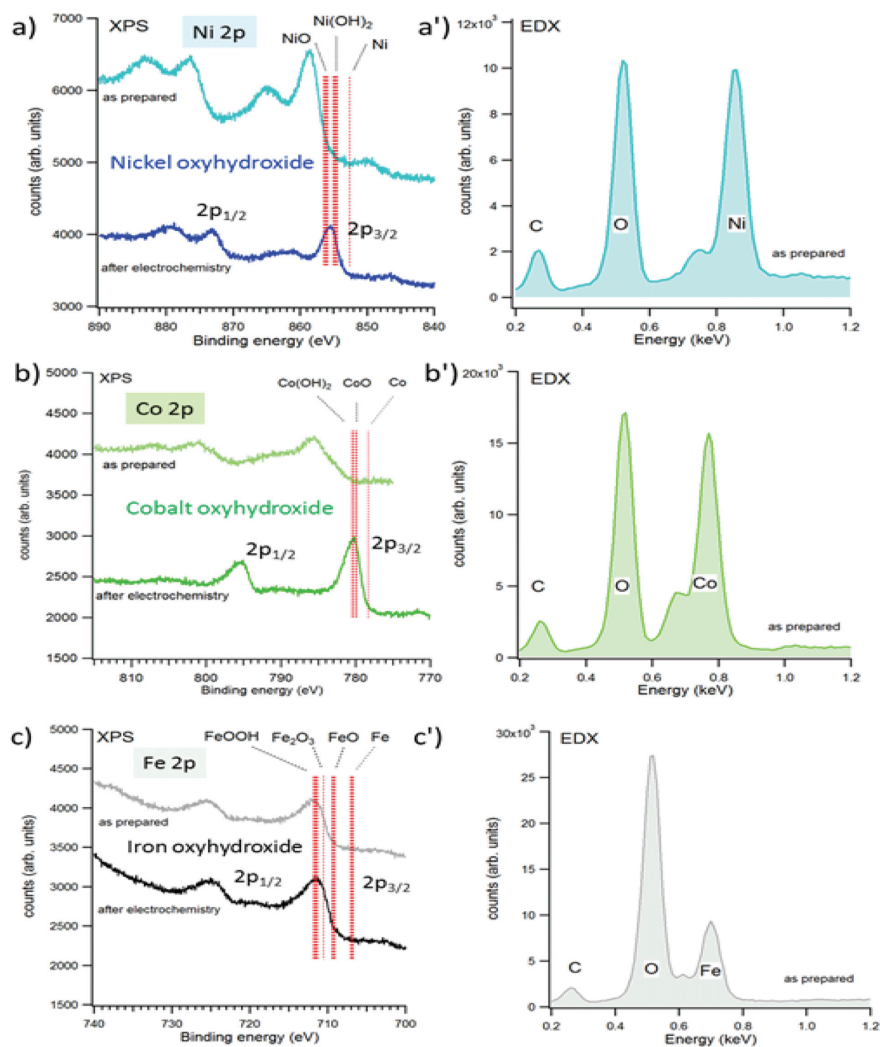 a)
XPS
Ni 2p
NiO
Ni(OH)2
Ni
7000
6000
5000
4000
3000
counts (arb. units)
as prepared
Nickel oxyhydroxide
2p1/2
2p3/2
after electrochemistry
890
880
870
860
850
840
Binding energy (eV)
a')
EDX
12x10³
10
8
6
4
2
0
counts (arb. units)
C
O
Ni
as prepared
0.2
0.4
0.6
0.8
1.0
1.2
Energy (keV)
b)
XPS
Co 2p
Co(OH)2
CoO
Co
5000
4500
4000
3500
3000
2500
2000
1500
counts (arb. units)
as prepared
Cobalt oxyhydroxide
2p1/2
2p3/2
after electrochemistry
810
800
790
780
770
Binding energy (eV)
b')
EDX
20x10³
15
10
5
0
counts (arb. units)
C
O
Co
as prepared
0.2
0.4
0.6
0.8
1.0
1.2
Energy (keV)
c)
XPS
Fe 2p
FeOOH
Fe2O3
FeO
Fe
5000
4500
4000
3500
3000
2500
2000
1500
counts (arb. units)
as prepared
Iron oxyhydroxide
2p1/2
2p3/2
after electrochemistry
740
730
720
710
700
Binding energy (eV)
c')
EDX
30x10³
25
20
15
10
5
0
counts (arb. units)
C
O
Fe
as prepared
0.2
0.4
0.6
0.8
1.0
1.2
Energy (keV)